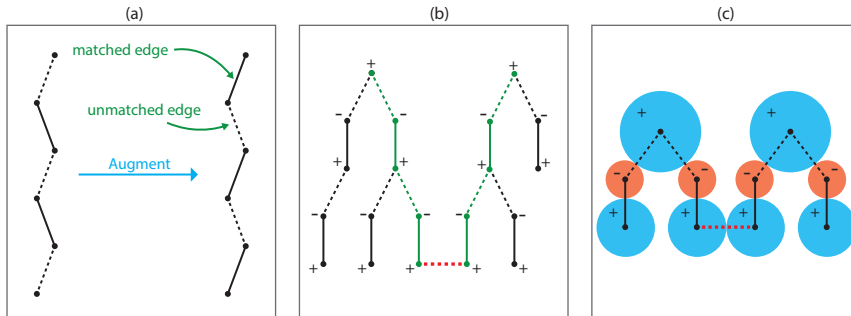 (a) (b) (c)
matched edge
unmatched edge
Augment
+ +
- - - -
+ + + +
- - - -
+ + + + + +
+ +
- - - -
+ + + +